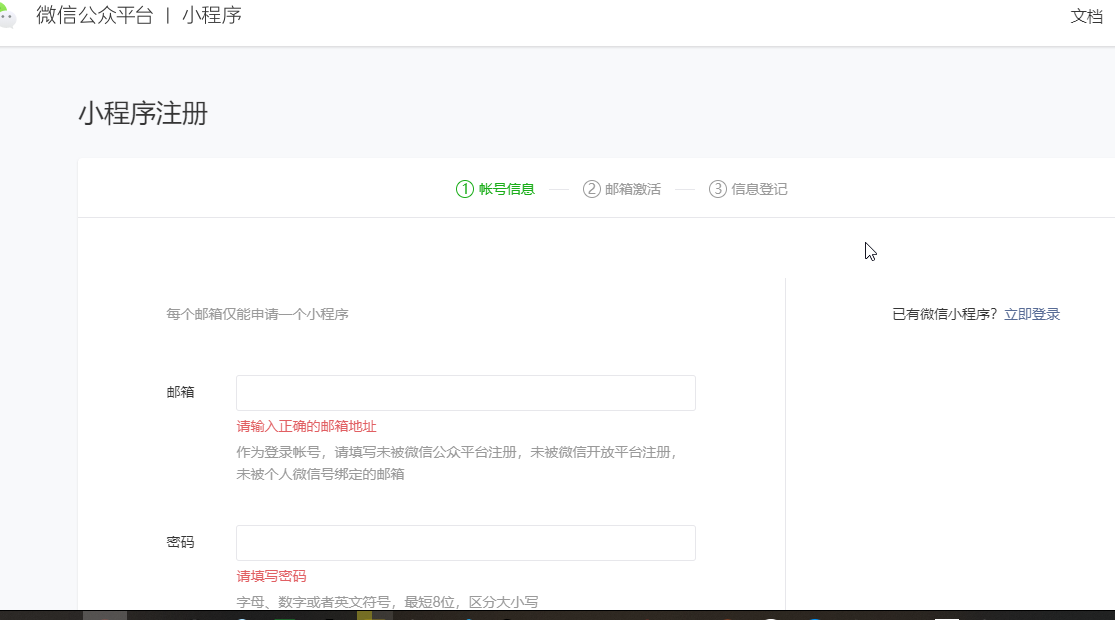 微信公众平台 | 小程序
文档
小程序注册
① 帐号信息 ② 邮箱激活 ③ 信息登记
每个邮箱仅能申请一个小程序
已有微信小程序？立即登录
邮箱
请输入正确的邮箱地址
作为登录帐号，请填写未被微信公众平台注册，未被微信开放平台注册，
未被个人微信号绑定的邮箱
密码
请填写密码
字母、数字或者英文符号，最短8位，区分大小写